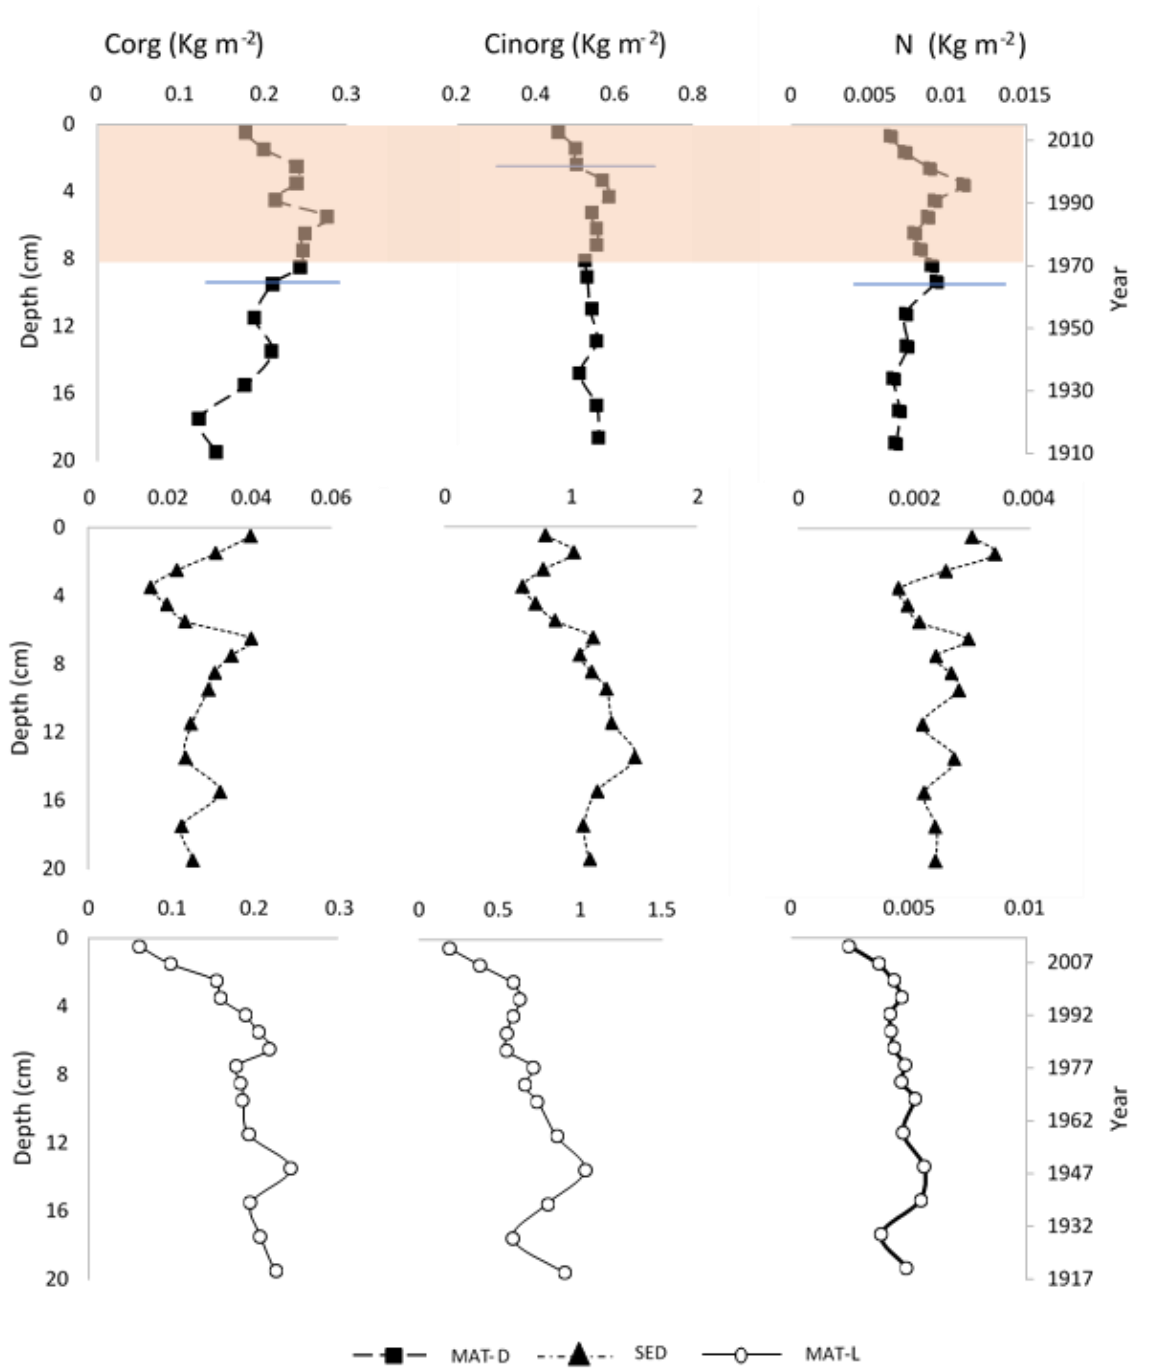 Corg (Kg m-2) Cinorg (Kg m-2) N (Kg m-2)
0 0.1 0.2 0.3 0.2 0.4 0.6 0.8 0 0.005 0.01 0.015
0 2010
4 1990
8 1970
12 1950
16 1930
20 1910
Depth (cm)
Year
0 0.02 0.04 0.06 0 1 2 0 0.002 0.004
0
4
8
12
16
20
Depth (cm)
0 0.1 0.2 0.3 0 0.5 1 1.5 0 0.005 0.01
0 2007
4 1992
8 1977
12 1962
1947
16 1932
20 1917
Depth (cm)
Year
MAT-D SED MAT-L